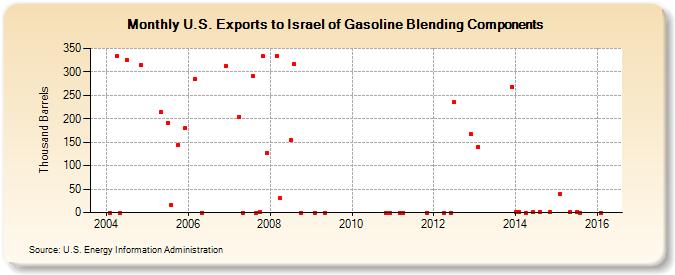 Monthly U.S. Exports to Israel of Gasoline Blending Components
Thousand Barrels
350
300
250
200
150
100
50
0
2004 2006 2008 2010 2012 2014 2016
Source: U.S. Energy Information Administration